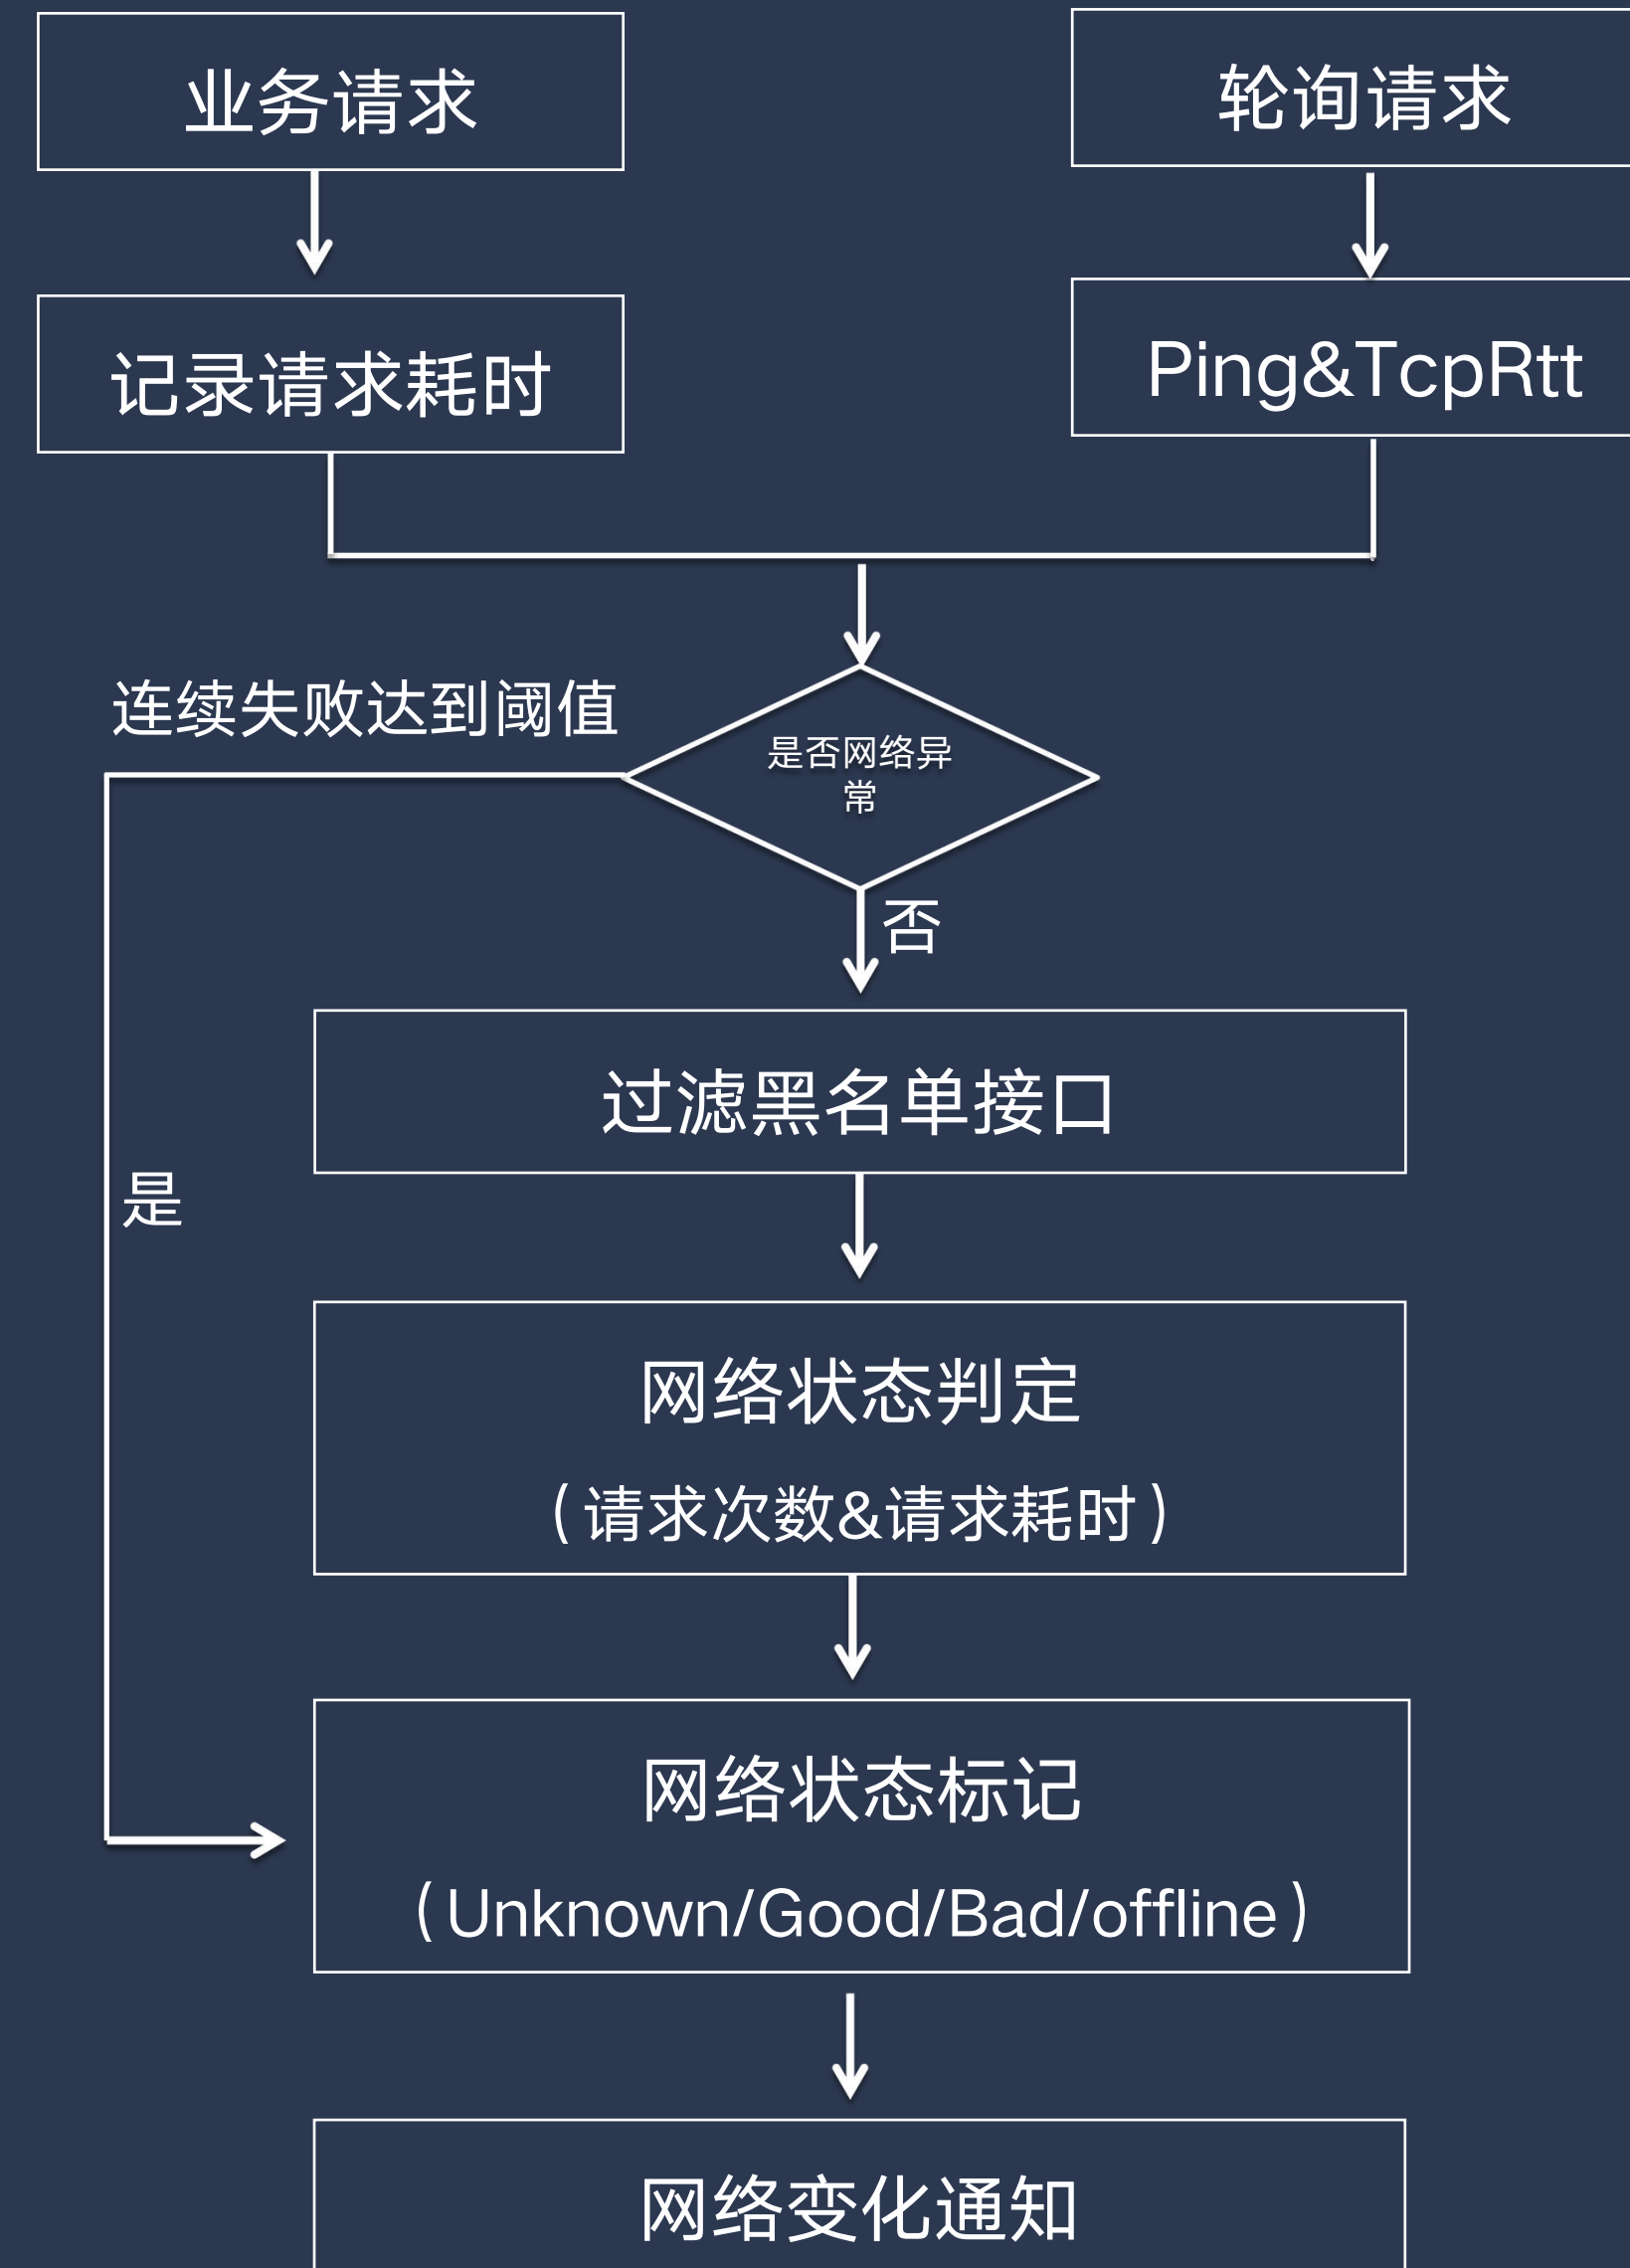 业务请求
轮询请求
记录请求耗时
Ping&TcpRtt
连续失败达到阈值
是否网络异
常
否
过滤黑名单接口
是
网络状态判定
(请求次数&请求耗时)
网络状态标记
(Unknown/Good/Bad/offline)
网络变化通知